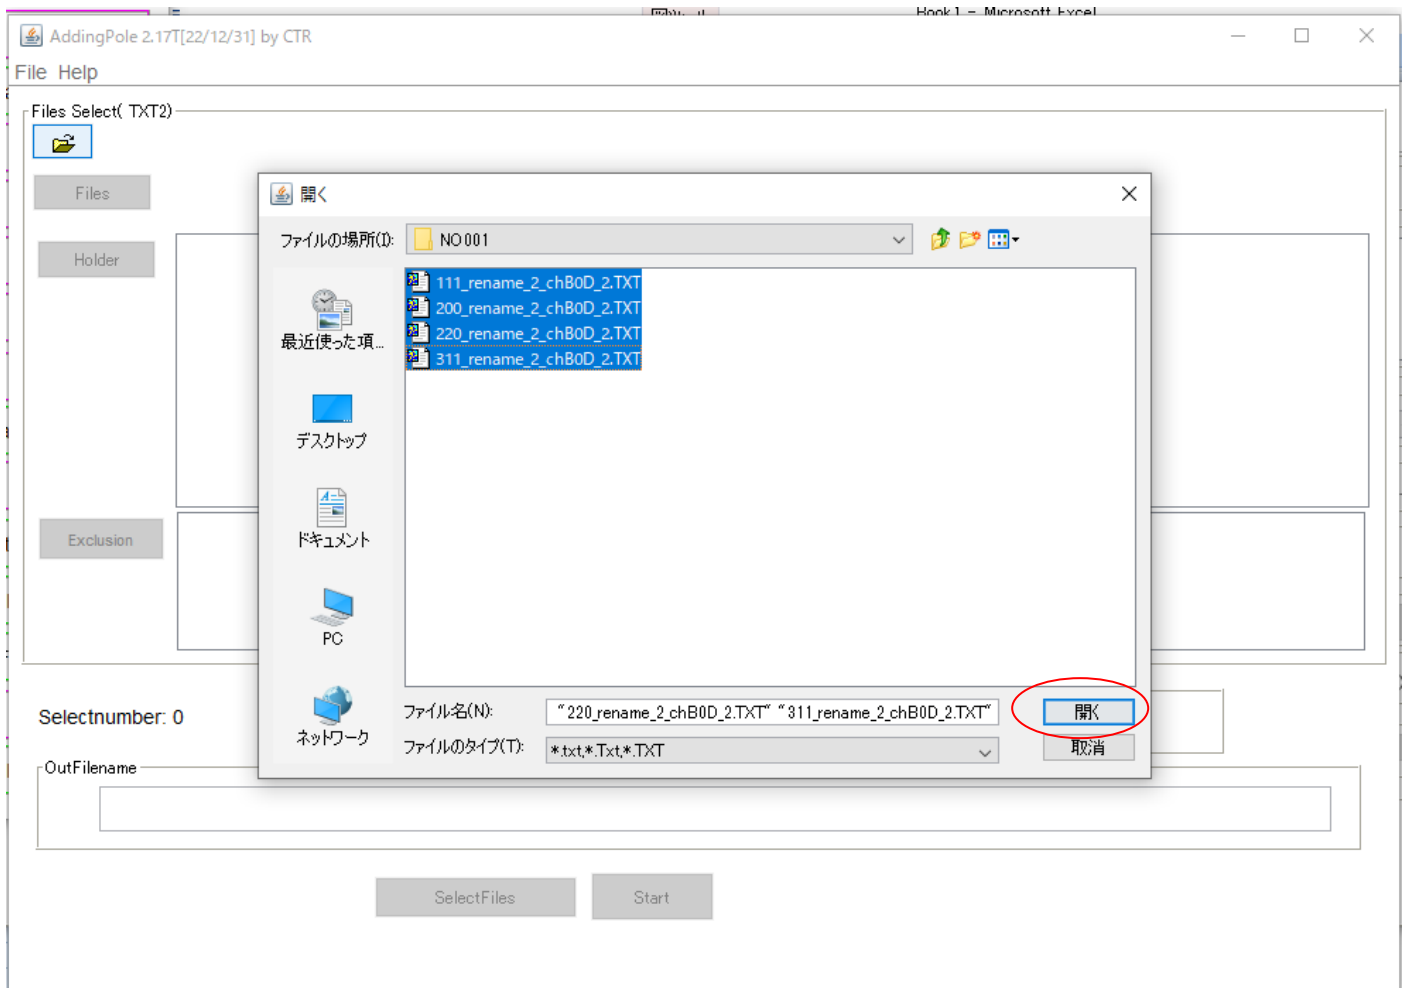 Book1 - Microsoft Excel
AddingPole 2.17T[22/12/31] by CTR
File Help
Files Select( TXT2)
Files
Holder
Exclusion
開く
ファイルの場所(I):
NO001
最近使った項...
デスクトップ
ドキュメント
PC
ネットワーク
111_rename_2_chB0D_2.TXT
200_rename_2_chB0D_2.TXT
220_rename_2_chB0D_2.TXT
311_rename_2_chB0D_2.TXT
ファイル名(N):
"220_rename_2_chB0D_2.TXT" "311_rename_2_chB0D_2.TXT"
開く
ファイルのタイプ(T):
*.txt,*.Txt,*.TXT
取消
Selectnumber: 0
OutFilename
SelectFiles
Start